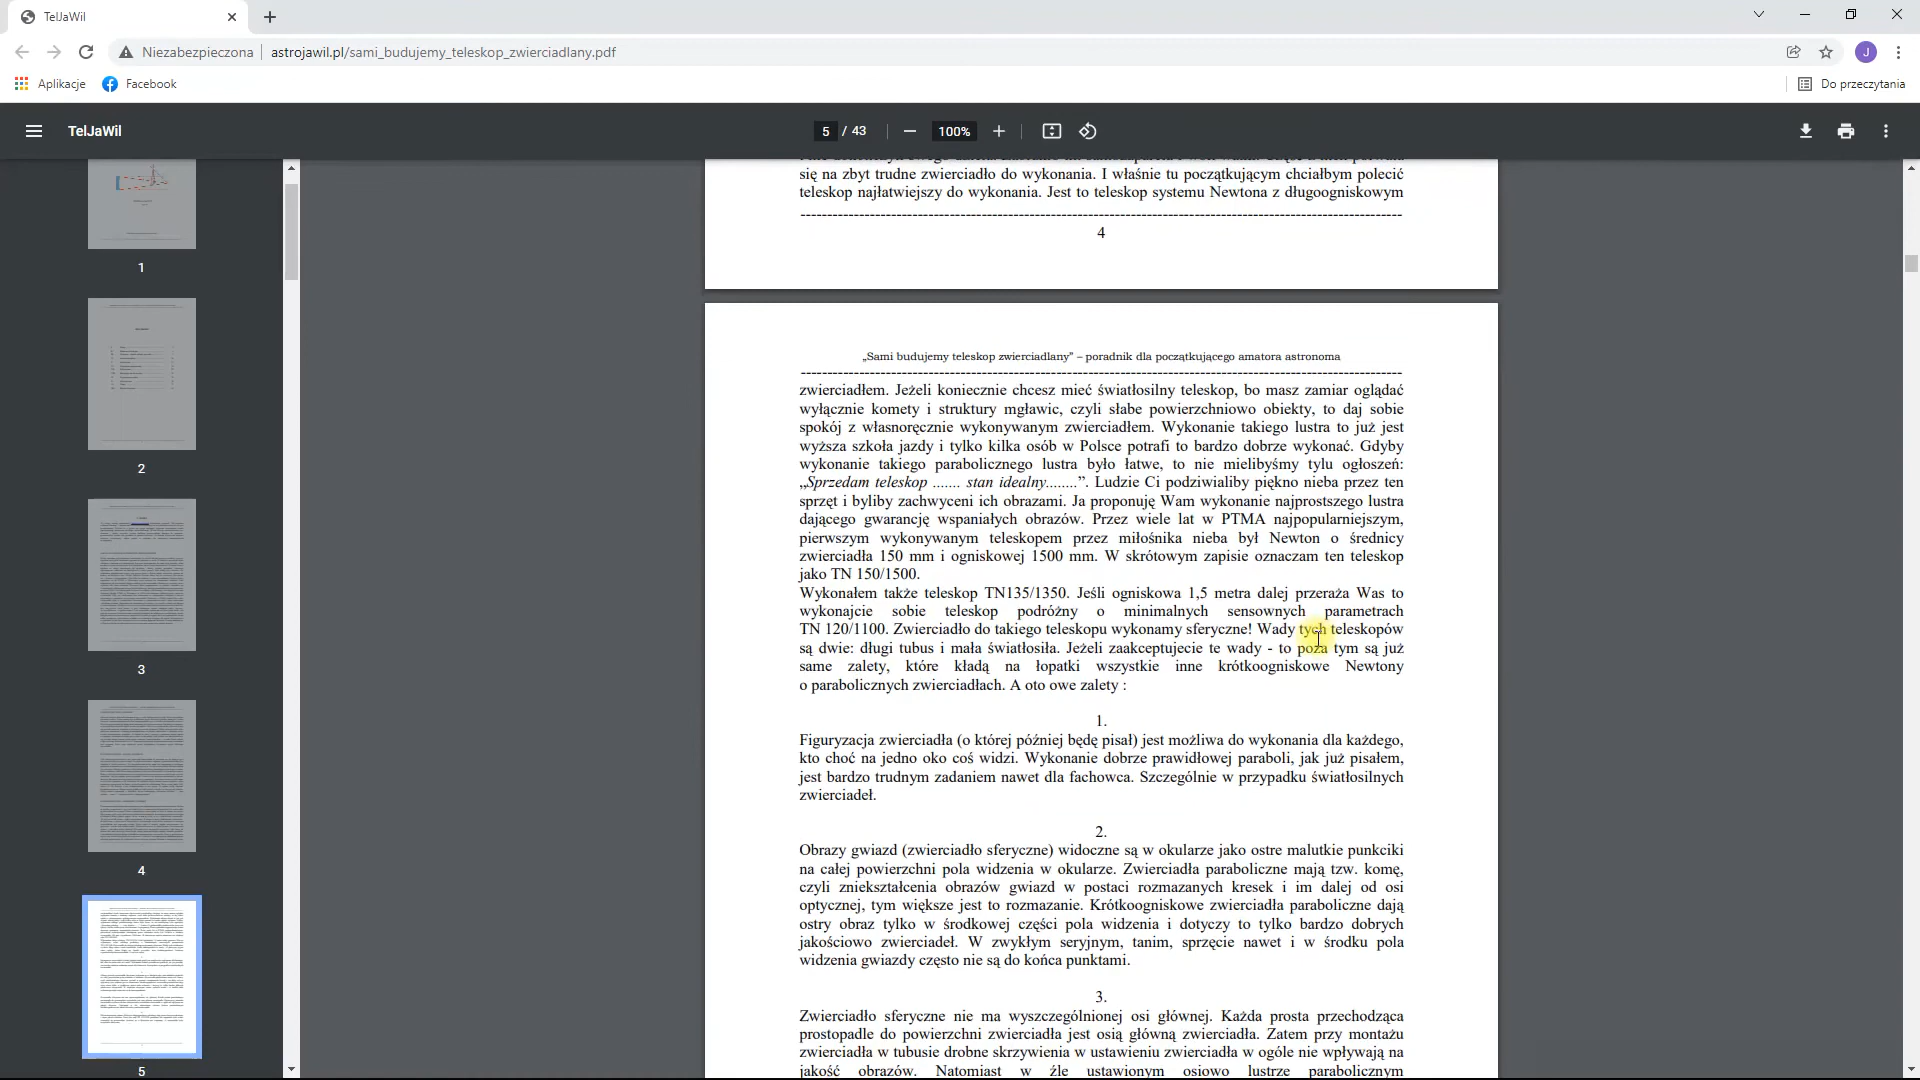 TelJaWil
Niezabezpieczona astrojawil.pl/sami_budujemy_teleskop_zwierciadlany.pdf
J
Aplikacje Facebook Do przeczytania
TelJaWil 5 / 43 100%
się na zbyt trudne zwierciadło do wykonania. I właśnie tu początkującym chciałbym polecić
teleskop najłatwiejszy do wykonania. Jest to teleskop systemu Newtona z długoogniskowym
4
„Sami budujemy teleskop zwierciadlany” – poradnik dla początkującego amatora astronoma
zwierciadłem. Jeżeli koniecznie chcesz mieć światłosilny teleskop, bo masz zamiar oglądać
wyłącznie komety i struktury mgławic, czyli słabe powierzchniowo obiekty, to daj sobie
spokój z własnoręcznie wykonywanym zwierciadłem. Wykonanie takiego lustra to już jest
wyższa szkoła jazdy i tylko kilka osób w Polsce potrafi to bardzo dobrze wykonać. Gdyby
wykonanie takiego parabolicznego lustra było łatwe, to nie mielibyśmy tylu ogłoszeń:
„Sprzedam teleskop ....... stan idealny........”. Ludzie Ci podziwialiby piękno nieba przez ten
sprzęt i byliby zachwyceni ich obrazami. Ja proponuję Wam wykonanie najprostszego lustra
dającego gwarancję wspaniałych obrazów. Przez wiele lat w PTMA najpopularniejszym,
pierwszym wykonywanym teleskopem przez miłośnika nieba był Newton o średnicy
zwierciadła 150 mm i ogniskowej 1500 mm. W skrótowym zapisie oznaczam ten teleskop
jako TN 150/1500.
Wykonałem także teleskop TN135/1350. Jeśli ogniskowa 1,5 metra dalej przeraża Was to
wykonajcie sobie teleskop podróżny o minimalnych sensownych parametrach
TN 120/1100. Zwierciadło do takiego teleskopu wykonamy sferyczne! Wady tych teleskopów
są dwie: długi tubus i mała światłosiła. Jeżeli zaakceptujecie te wady - to poza tym są już
same zalety, które kładą na łopatki wszystkie inne krótkoogniskowe Newtony
o parabolicznych zwierciadłach. A oto owe zalety :
1.
Figuryzacja zwierciadła (o której później będę pisał) jest możliwa do wykonania dla każdego,
kto choć na jedno oko coś widzi. Wykonanie dobrze prawidłowej paraboli, jak już pisałem,
jest bardzo trudnym zadaniem nawet dla fachowca. Szczególnie w przypadku światłosilnych
zwierciadeł.
2.
Obrazy gwiazd (zwierciadło sferyczne) widoczne są w okularze jako ostre malutkie punkciki
na całej powierzchni pola widzenia w okularze. Zwierciadła paraboliczne mają tzw. komę,
czyli zniekształcenia obrazów gwiazd w postaci rozmazanych kresek i im dalej od osi
optycznej, tym większe jest to rozmazanie. Krótkoogniskowe zwierciadła paraboliczne dają
ostry obraz tylko w środkowej części pola widzenia i dotyczy to tylko bardzo dobrych
jakościowo zwierciadeł. W zwykłym seryjnym, tanim, sprzęcie nawet i w środku pola
widzenia gwiazdy często nie są do końca punktami.
3.
Zwierciadło sferyczne nie ma wyszczególnionej osi głównej. Każda prosta przechodząca
prostopadle do powierzchni zwierciadła jest osią główną zwierciadła. Zatem przy montażu
zwierciadła w tubusie drobne skrzywienia w ustawieniu zwierciadła w ogóle nie wpływają na
jakość obrazów. Natomiast w źle ustawionym osiowo lustrze parabolicznym
1
2
3
4
5